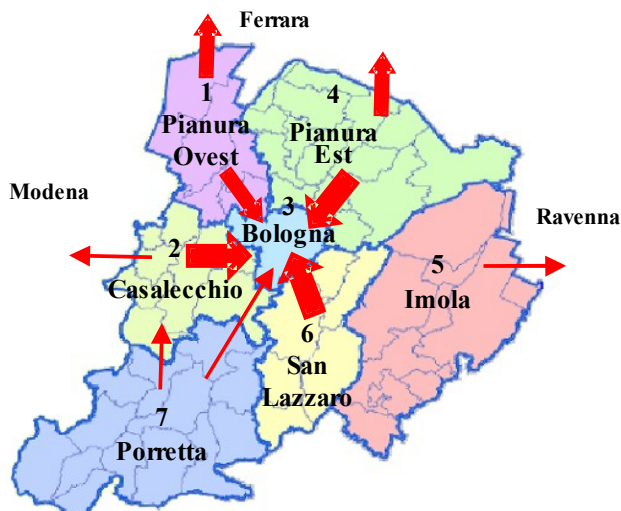 Ferrara
1
Pianura
Ovest
4
Pianura
Est
Modena
3
Bologna
Ravenna
2
Casalecchio
5
Imola
6
San
Lazzaro
7
Porretta